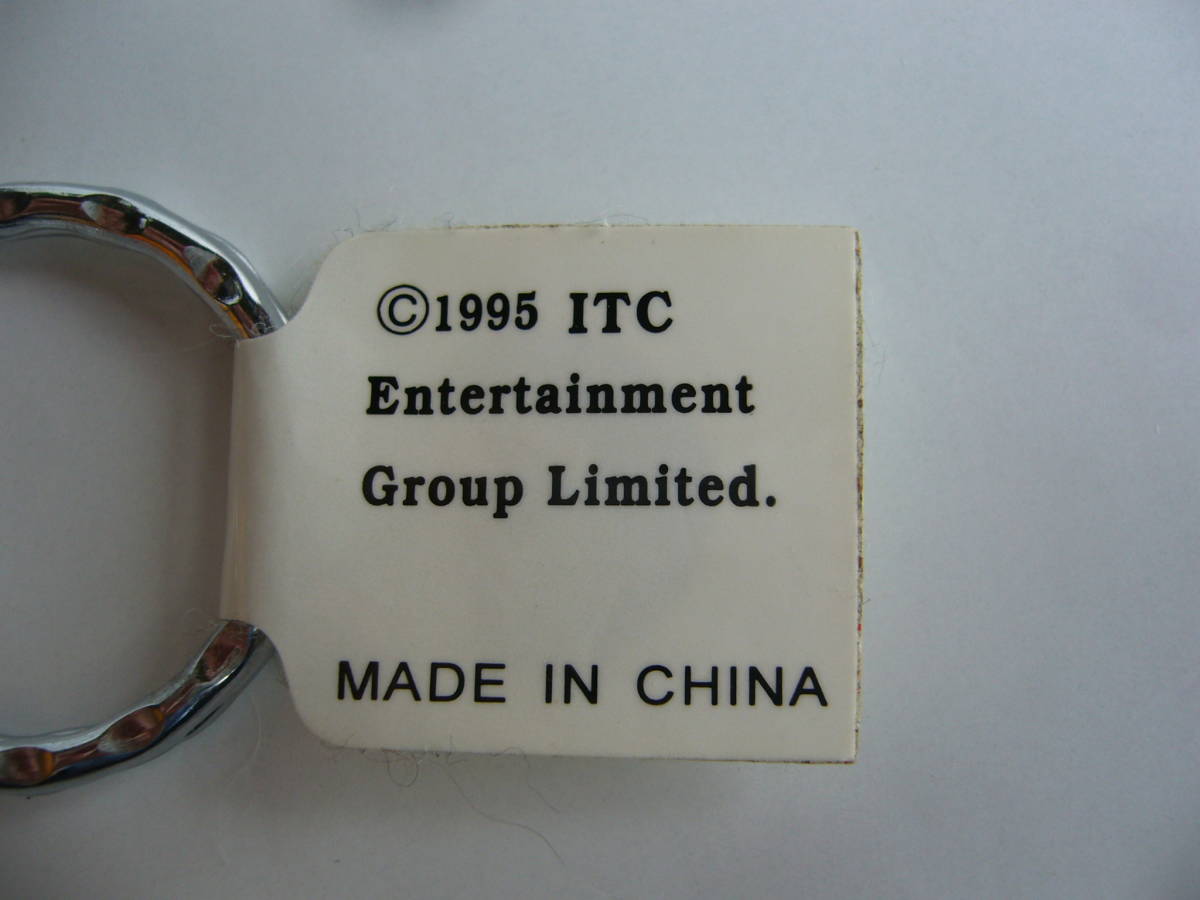 ©1995 ITC
Entertainment
Group Limited.
MADE IN CHINA